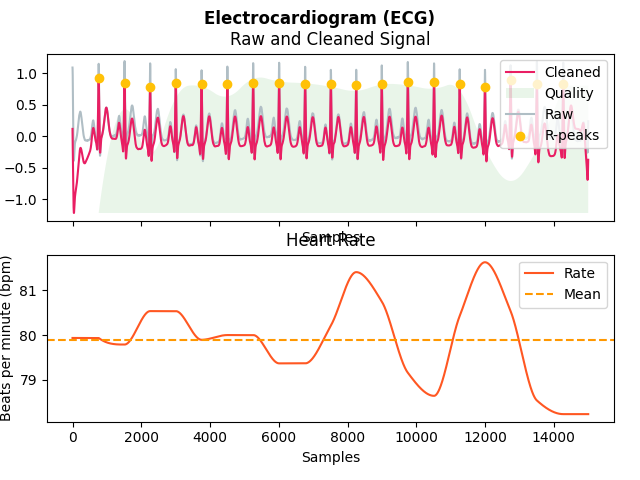 Electrocardiogram (ECG)
Raw and Cleaned Signal
1.0
0.5
0.0
−0.5
−1.0
Cleaned
Quality
Raw
R-peaks
Samples
Heart Rate
Beats per minute (bpm)
81
80
79
Rate
Mean
0 2000 4000 6000 8000 10000 12000 14000
Samples